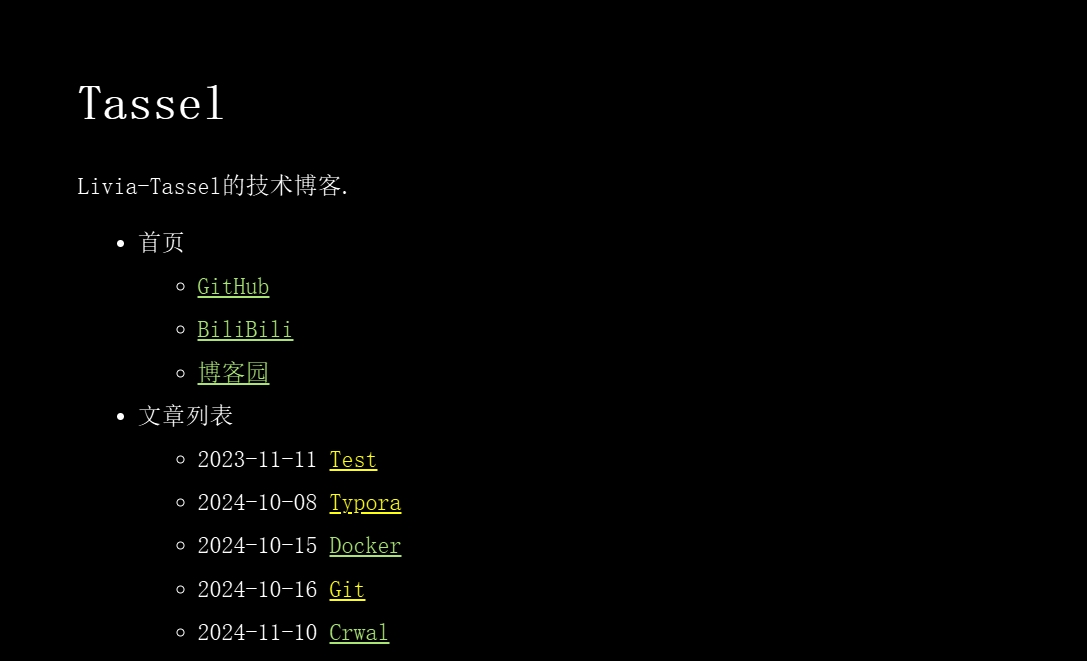 Tassel
Livia-Tassel的技术博客.
首页
GitHub
BiliBili
博客园
文章列表
2023-11-11 Test
2024-10-08 Typora
2024-10-15 Docker
2024-10-16 Git
2024-11-10 Crwal